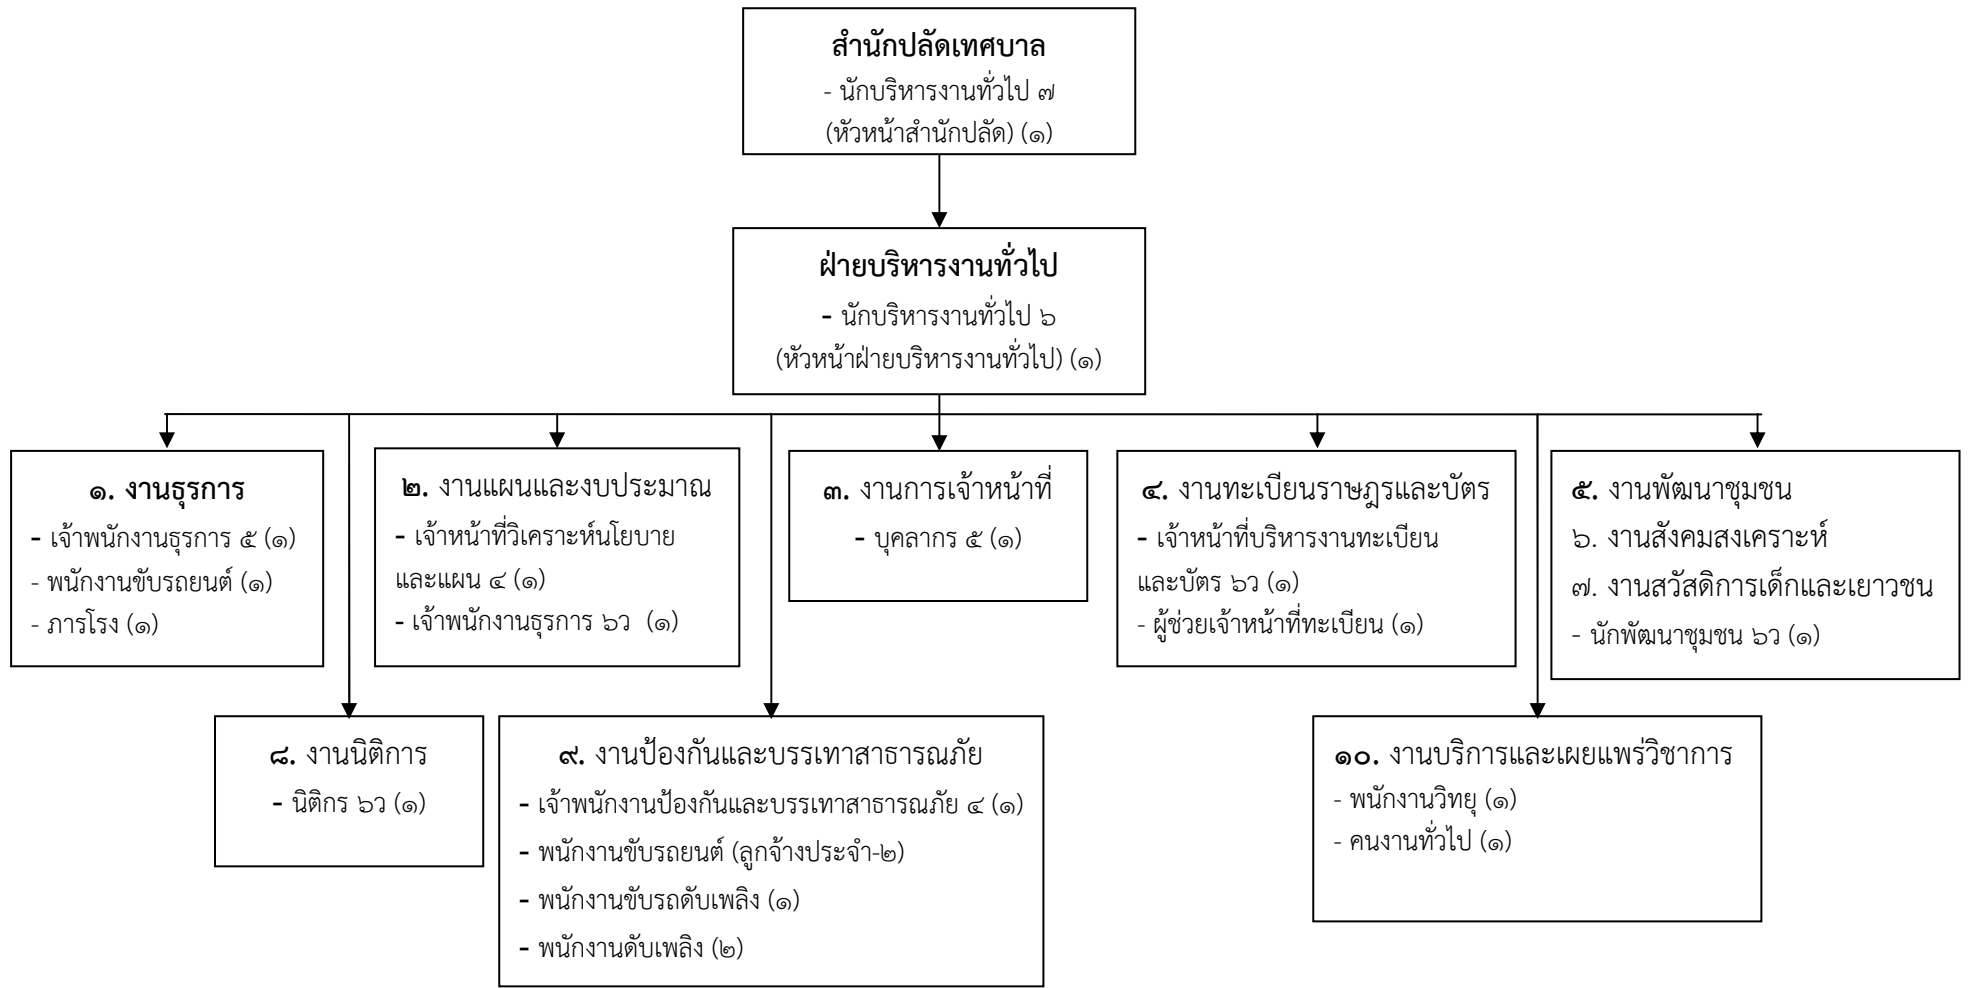 สำนักปลัดเทศบาล
- นักบริหารงานทั่วไป ๗
(หัวหน้าสำนักปลัด) (๑)
ฝ่ายบริหารงานทั่วไป
- นักบริหารงานทั่วไป ๖
(หัวหน้าฝ่ายบริหารงานทั่วไป) (๑)
๑. งานธุรการ
- เจ้าพนักงานธุรการ ๕ (๑)
- พนักงานขับรถยนต์ (๑)
- ภารโรง (๑)
๒. งานแผนและงบประมาณ
- เจ้าหน้าที่วิเคราะห์นโยบาย
และแผน ๔ (๑)
- เจ้าพนักงานธุรการ ๖ว (๑)
๓. งานการเจ้าหน้าที่
- บุคลากร ๕ (๑)
๔. งานทะเบียนราษฎรและบัตร
- เจ้าหน้าที่บริหารงานทะเบียน
และบัตร ๖ว (๑)
- ผู้ช่วยเจ้าหน้าที่ทะเบียน (๑)
๕. งานพัฒนาชุมชน
๖. งานสังคมสงเคราะห์
๗. งานสวัสดิการเด็กและเยาวชน
- นักพัฒนาชุมชน ๖ว (๑)
๘. งานนิติการ
- นิติกร ๖ว (๑)
๙. งานป้องกันและบรรเทาสาธารณภัย
- เจ้าพนักงานป้องกันและบรรเทาสาธารณภัย ๔ (๑)
- พนักงานขับรถยนต์ (ลูกจ้างประจำ-๒)
- พนักงานขับรถดับเพลิง (๑)
- พนักงานดับเพลิง (๒)
๑๐. งานบริการและเผยแพร่วิชาการ
- พนักงานวิทยุ (๑)
- คนงานทั่วไป (๑)